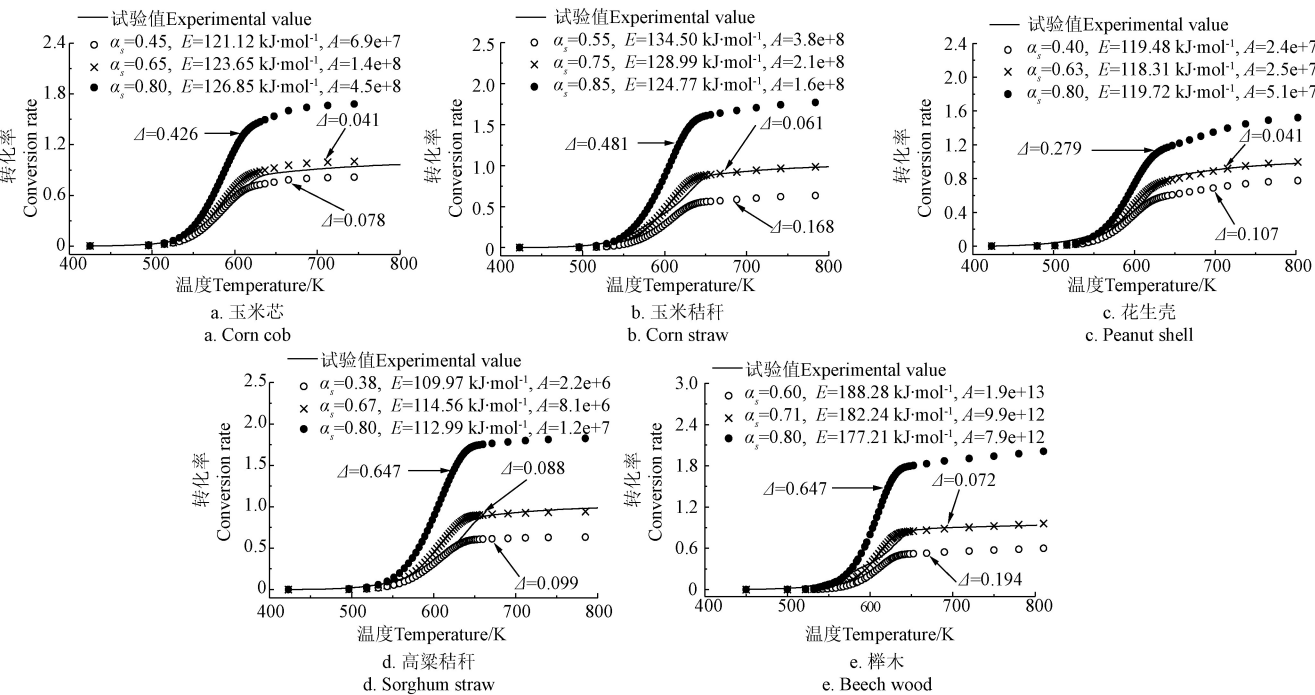 试验值Experimental value
αs=0.45, E=121.12 kJ·mol-1, A=6.9e+7
αs=0.65, E=123.65 kJ·mol-1, A=1.4e+8
αs=0.80, E=126.85 kJ·mol-1, A=4.5e+8
2.4
1.8
1.2
0.6
0
转化率
Conversion rate
Δ=0.426
Δ=0.041
Δ=0.078
400 500 600 700 800
温度Temperature/K
a. 玉米芯
a. Corn cob
试验值Experimental value
αs=0.55, E=134.50 kJ·mol-1, A=3.8e+8
αs=0.75, E=128.99 kJ·mol-1, A=2.1e+8
αs=0.85, E=124.77 kJ·mol-1, A=1.6e+8
2.5
2.0
1.5
1.0
0.5
0.0
转化率
Conversion rate
Δ=0.481
Δ=0.061
Δ=0.168
400 500 600 700 800
温度Temperature/K
b. 玉米秸秆
b. Corn straw
试验值Experimental value
αs=0.40, E=119.48 kJ·mol-1, A=2.4e+7
αs=0.63, E=118.31 kJ·mol-1, A=2.5e+7
αs=0.80, E=119.72 kJ·mol-1, A=5.1e+7
2.4
2.0
1.6
1.2
0.8
0.4
0
转化率
Conversion rate
Δ=0.279
Δ=0.041
Δ=0.107
400 500 600 700 800
温度Temperature/K
c. 花生壳
c. Peanut shell
试验值Experimental value
αs=0.38, E=109.97 kJ·mol-1, A=2.2e+6
αs=0.67, E=114.56 kJ·mol-1, A=8.1e+6
αs=0.80, E=112.99 kJ·mol-1, A=1.2e+7
2.5
2.0
1.5
1.0
0.5
0
转化率
Conversion rate
Δ=0.647
Δ=0.088
Δ=0.099
400 500 600 700 800
温度Temperature/K
d. 高粱秸秆
d. Sorghum straw
试验值Experimental value
αs=0.60, E=188.28 kJ·mol-1, A=1.9e+13
αs=0.71, E=182.24 kJ·mol-1, A=9.9e+12
αs=0.80, E=177.21 kJ·mol-1, A=7.9e+12
3.0
2.4
1.8
1.2
0.6
0
转化率
Conversion rate
Δ=0.647
Δ=0.072
Δ=0.194
400 500 600 700 800
温度Temperature/K
e. 榉木
e. Beech wood